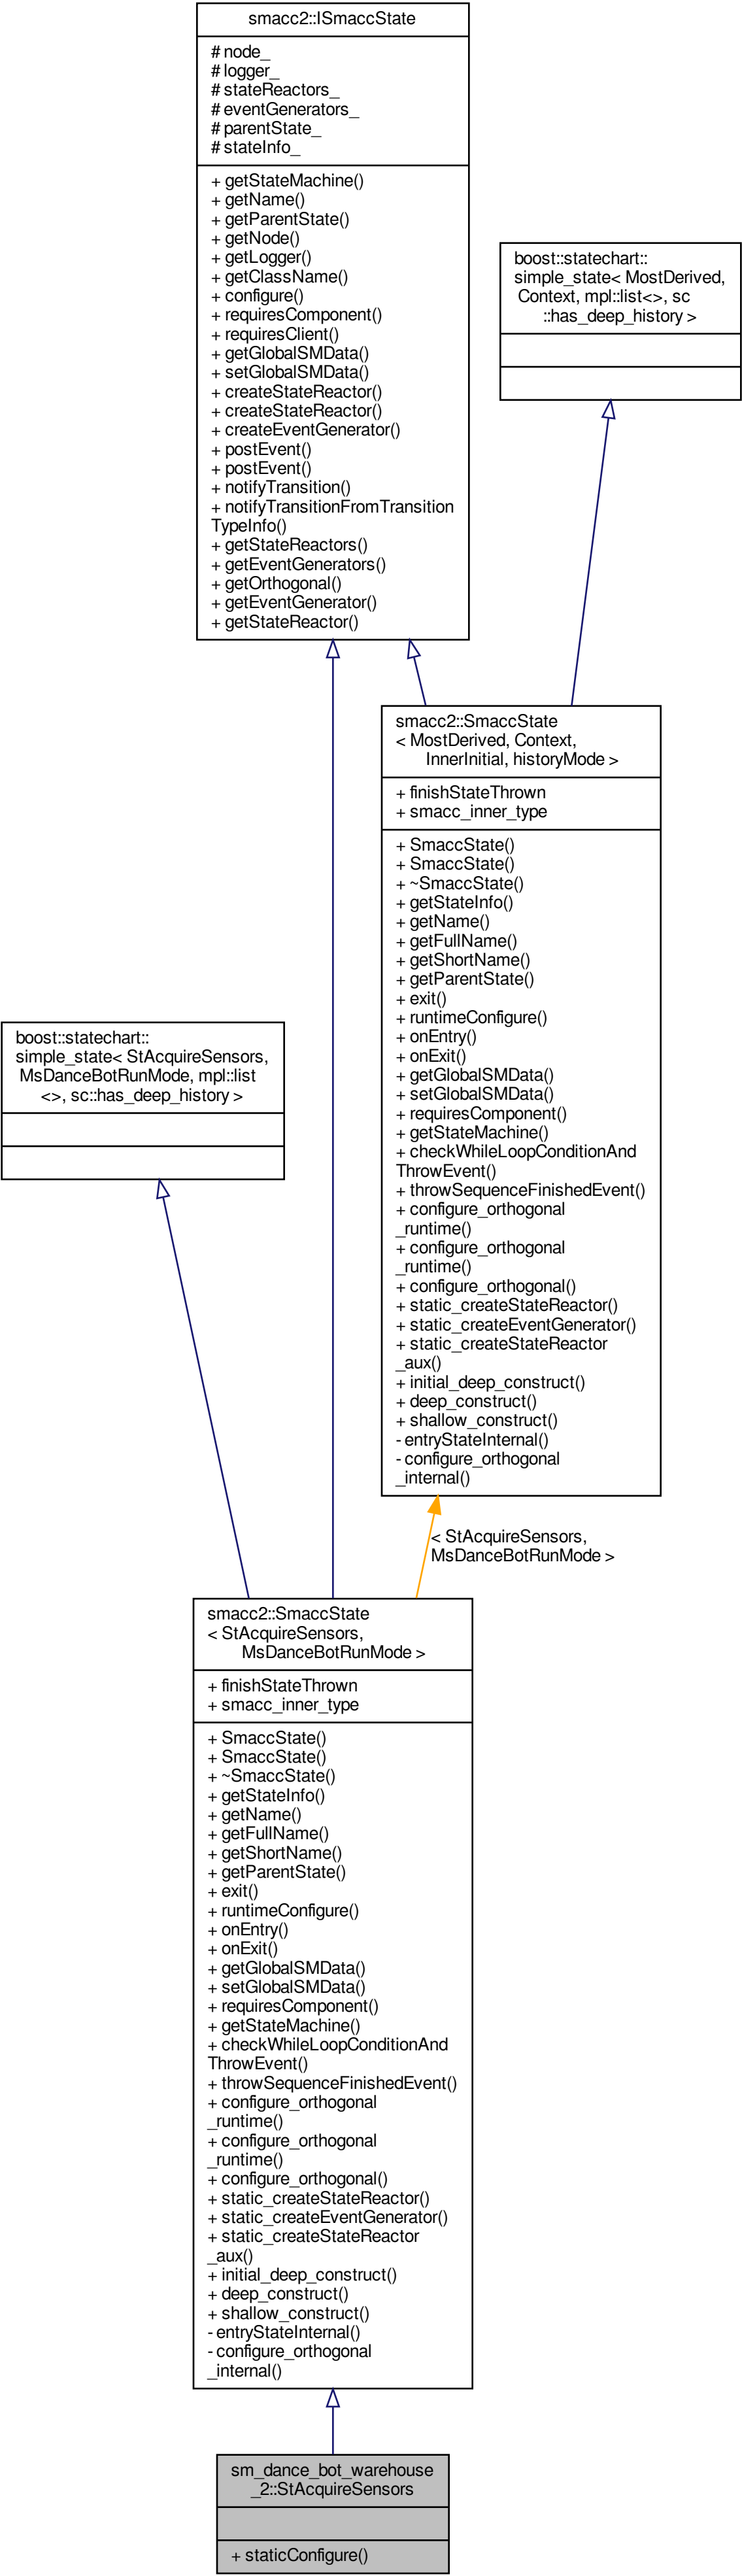 smacc2::ISmaccState
# node_
# logger_
# stateReactors_
# eventGenerators_
# parentState_
# stateInfo_
+ getStateMachine()
+ getName()
+ getParentState()
+ getNode()
+ getLogger()
+ getClassName()
+ configure()
+ requiresComponent()
+ requiresClient()
+ getGlobalSMData()
+ setGlobalSMData()
+ createStateReactor()
+ createStateReactor()
+ createEventGenerator()
+ postEvent()
+ postEvent()
+ notifyTransition()
+ notifyTransitionFromTransition
TypeInfo()
+ getStateReactors()
+ getEventGenerators()
+ getOrthogonal()
+ getEventGenerator()
+ getStateReactor()
boost::statechart::
simple_state< MostDerived,
Context, mpl::list<>, sc
::has_deep_history >
smacc2::SmaccState
< MostDerived, Context,
InnerInitial, historyMode >
+ finishStateThrown
+ smacc_inner_type
+ SmaccState()
+ SmaccState()
+ ~SmaccState()
+ getStateInfo()
+ getName()
+ getFullName()
+ getShortName()
+ getParentState()
+ exit()
+ runtimeConfigure()
+ onEntry()
+ onExit()
+ getGlobalSMData()
+ setGlobalSMData()
+ requiresComponent()
+ getStateMachine()
+ checkWhileLoopConditionAnd
ThrowEvent()
+ throwSequenceFinishedEvent()
+ configure_orthogonal
_runtime()
+ configure_orthogonal
_runtime()
+ configure_orthogonal()
+ static_createStateReactor()
+ static_createEventGenerator()
+ static_createStateReactor
_aux()
+ initial_deep_construct()
+ deep_construct()
+ shallow_construct()
- entryStateInternal()
- configure_orthogonal
_internal()
boost::statechart::
simple_state< StAcquireSensors,
MsDanceBotRunMode, mpl::list
<>, sc::has_deep_history >
< StAcquireSensors,
MsDanceBotRunMode >
smacc2::SmaccState
< StAcquireSensors,
MsDanceBotRunMode >
+ finishStateThrown
+ smacc_inner_type
+ SmaccState()
+ SmaccState()
+ ~SmaccState()
+ getStateInfo()
+ getName()
+ getFullName()
+ getShortName()
+ getParentState()
+ exit()
+ runtimeConfigure()
+ onEntry()
+ onExit()
+ getGlobalSMData()
+ setGlobalSMData()
+ requiresComponent()
+ getStateMachine()
+ checkWhileLoopConditionAnd
ThrowEvent()
+ throwSequenceFinishedEvent()
+ configure_orthogonal
_runtime()
+ configure_orthogonal
_runtime()
+ configure_orthogonal()
+ static_createStateReactor()
+ static_createEventGenerator()
+ static_createStateReactor
_aux()
+ initial_deep_construct()
+ deep_construct()
+ shallow_construct()
- entryStateInternal()
- configure_orthogonal
_internal()
sm_dance_bot_warehouse
_2::StAcquireSensors
+ staticConfigure()